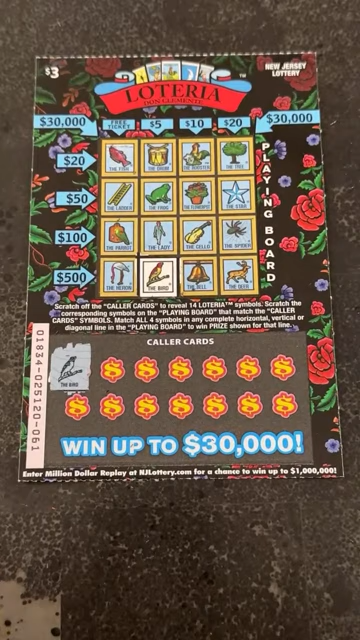 $3
LOTERIA™
DON CLEMENTE
NEW JERSEY
LOTTERY
$30,000 FREE TICKET $5 $10 $20 $30,000
$20
THE FISH THE DRUM THE ROOSTER THE TREE
$50
THE LADDER THE FROG THE FLOWERPOT THE STAR
$100
THE PARROT THE LADY THE CELLO THE SPIDER
$500
THE HERON THE BIRD THE BELL THE DEER
PLAYING BOARD
Scratch off the "CALLER CARDS" to reveal 14 LOTERIA™ symbols. Scratch the
corresponding symbols on the "PLAYING BOARD" that match the "CALLER
CARDS" SYMBOLS. Match ALL 4 symbols in any complete horizontal, vertical or
diagonal line in the "PLAYING BOARD" to win PRIZE shown for that line.
CALLER CARDS
THE BIRD
$ $ $ $ $ $
$ $ $ $ $ $ $
WIN UP TO $30,000!
01834-025120-061
Enter Million Dollar Replay at NJLottery.com for a chance to win up to $1,000,000!